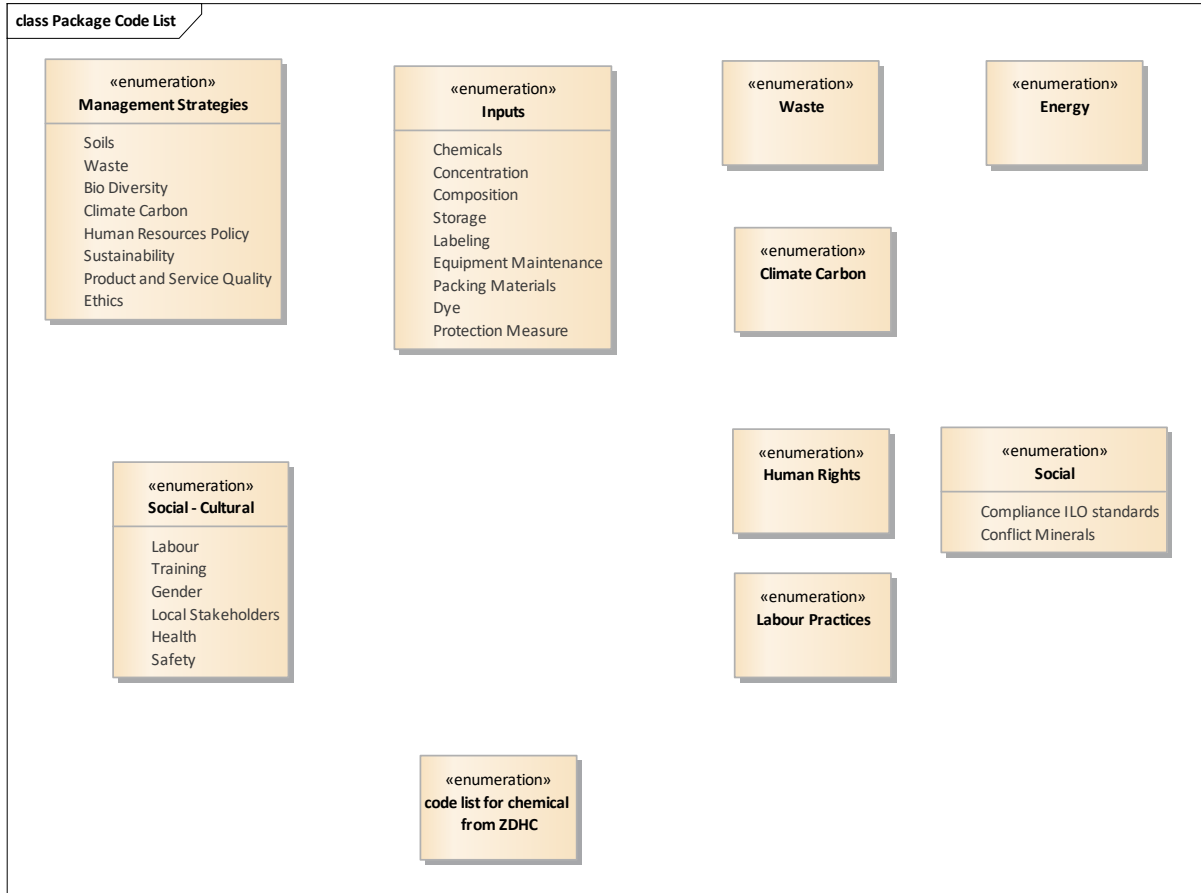 class Package Code List
«enumeration»
Management Strategies
Soils
Waste
Bio Diversity
Climate Carbon
Human Resources Policy
Sustainability
Product and Service Quality
Ethics
«enumeration»
Inputs
Chemicals
Concentration
Composition
Storage
Labeling
Equipment Maintenance
Packing Materials
Dye
Protection Measure
«enumeration»
Waste
«enumeration»
Energy
«enumeration»
Climate Carbon
«enumeration»
Human Rights
«enumeration»
Social
Compliance ILO standards
Conflict Minerals
«enumeration»
Social - Cultural
Labour
Training
Gender
Local Stakeholders
Health
Safety
«enumeration»
Labour Practices
«enumeration»
code list for chemical
from ZDHC